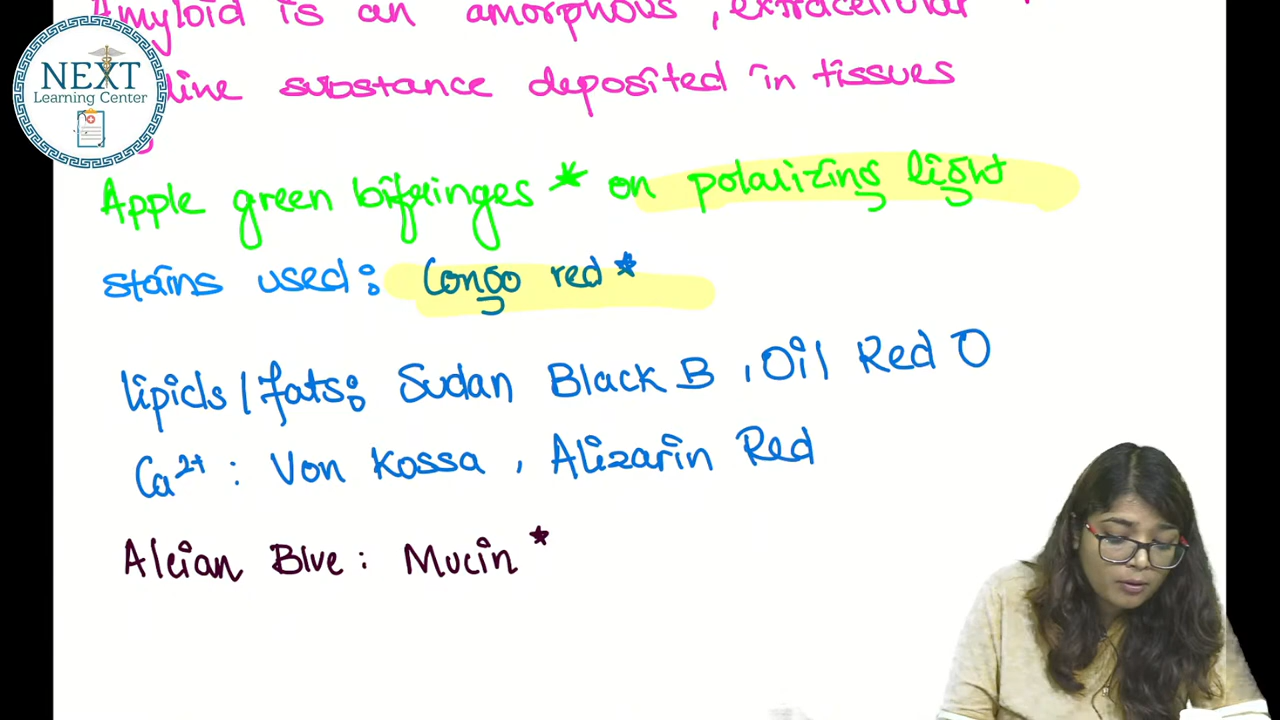 Amyloid is an amorphous, extracellular
line substance deposited in tissues
NEXT
Learning Center
Apple green bifringes * on polarizing light
stains used: Congo red *
lipids / fats: Sudan Black B, Oil Red O
Ca2+ : Von Kossa, Alizarin Red
Alcian Blue: Mucin *